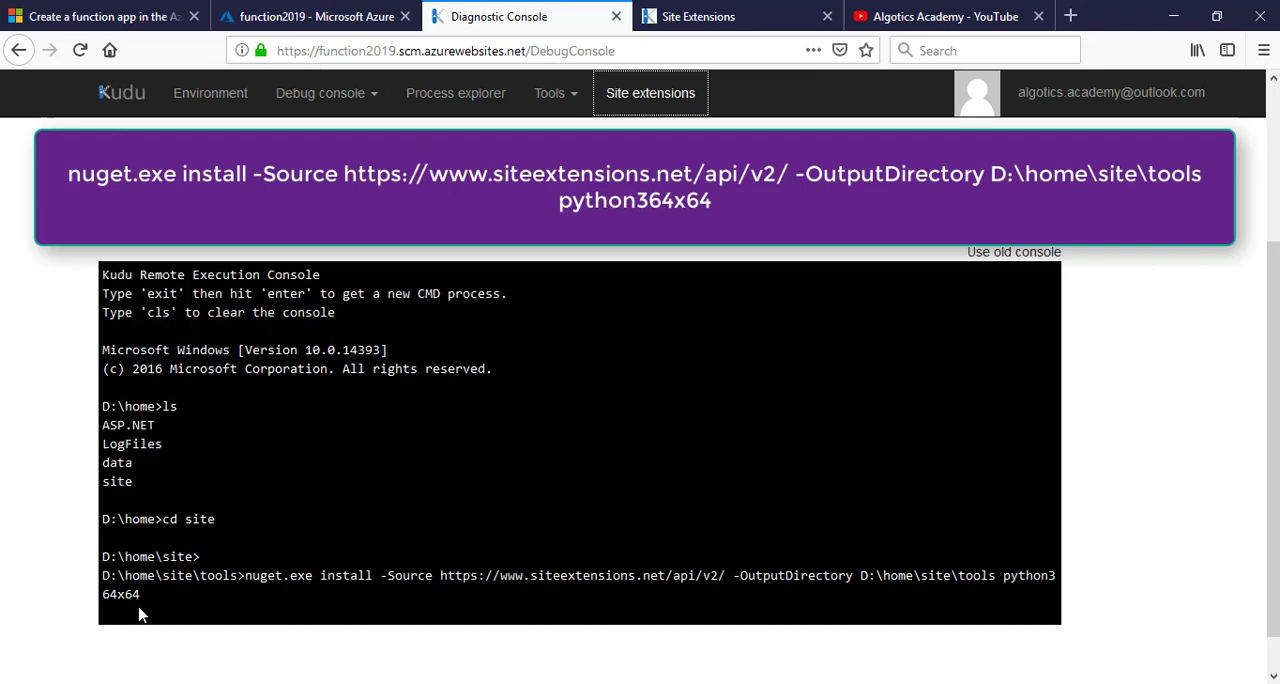 Create a function app in the Az
function2019 - Microsoft Azure
Diagnostic Console
Site Extensions
Algotics Academy - YouTube
https://function2019.scm.azurewebsites.net/DebugConsole
Search
Kudu
Environment
Debug console
Process explorer
Tools
Site extensions
algotics.academy@outlook.com
nuget.exe install -Source https://www.siteextensions.net/api/v2/ -OutputDirectory D:\home\site\tools
python364x64
Use old console
Kudu Remote Execution Console
Type 'exit' then hit 'enter' to get a new CMD process.
Type 'cls' to clear the console
Microsoft Windows [Version 10.0.14393]
(c) 2016 Microsoft Corporation. All rights reserved.
D:\home>ls
ASP.NET
LogFiles
data
site
D:\home>cd site
D:\home\site>
D:\home\site\tools>nuget.exe install -Source https://www.siteextensions.net/api/v2/ -OutputDirectory D:\home\site\tools python3
64x64